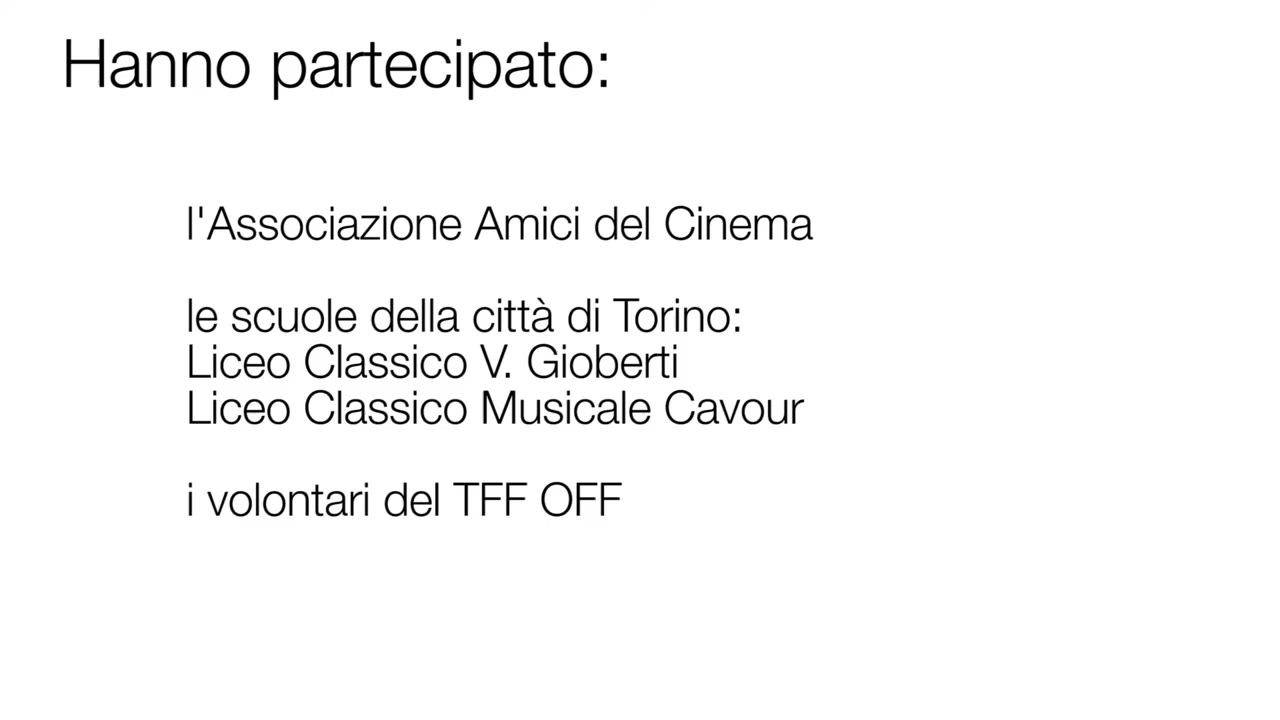 Hanno partecipato:
l'Associazione Amici del Cinema
le scuole della città di Torino:
Liceo Classico V. Gioberti
Liceo Classico Musicale Cavour
i volontari del TFF OFF